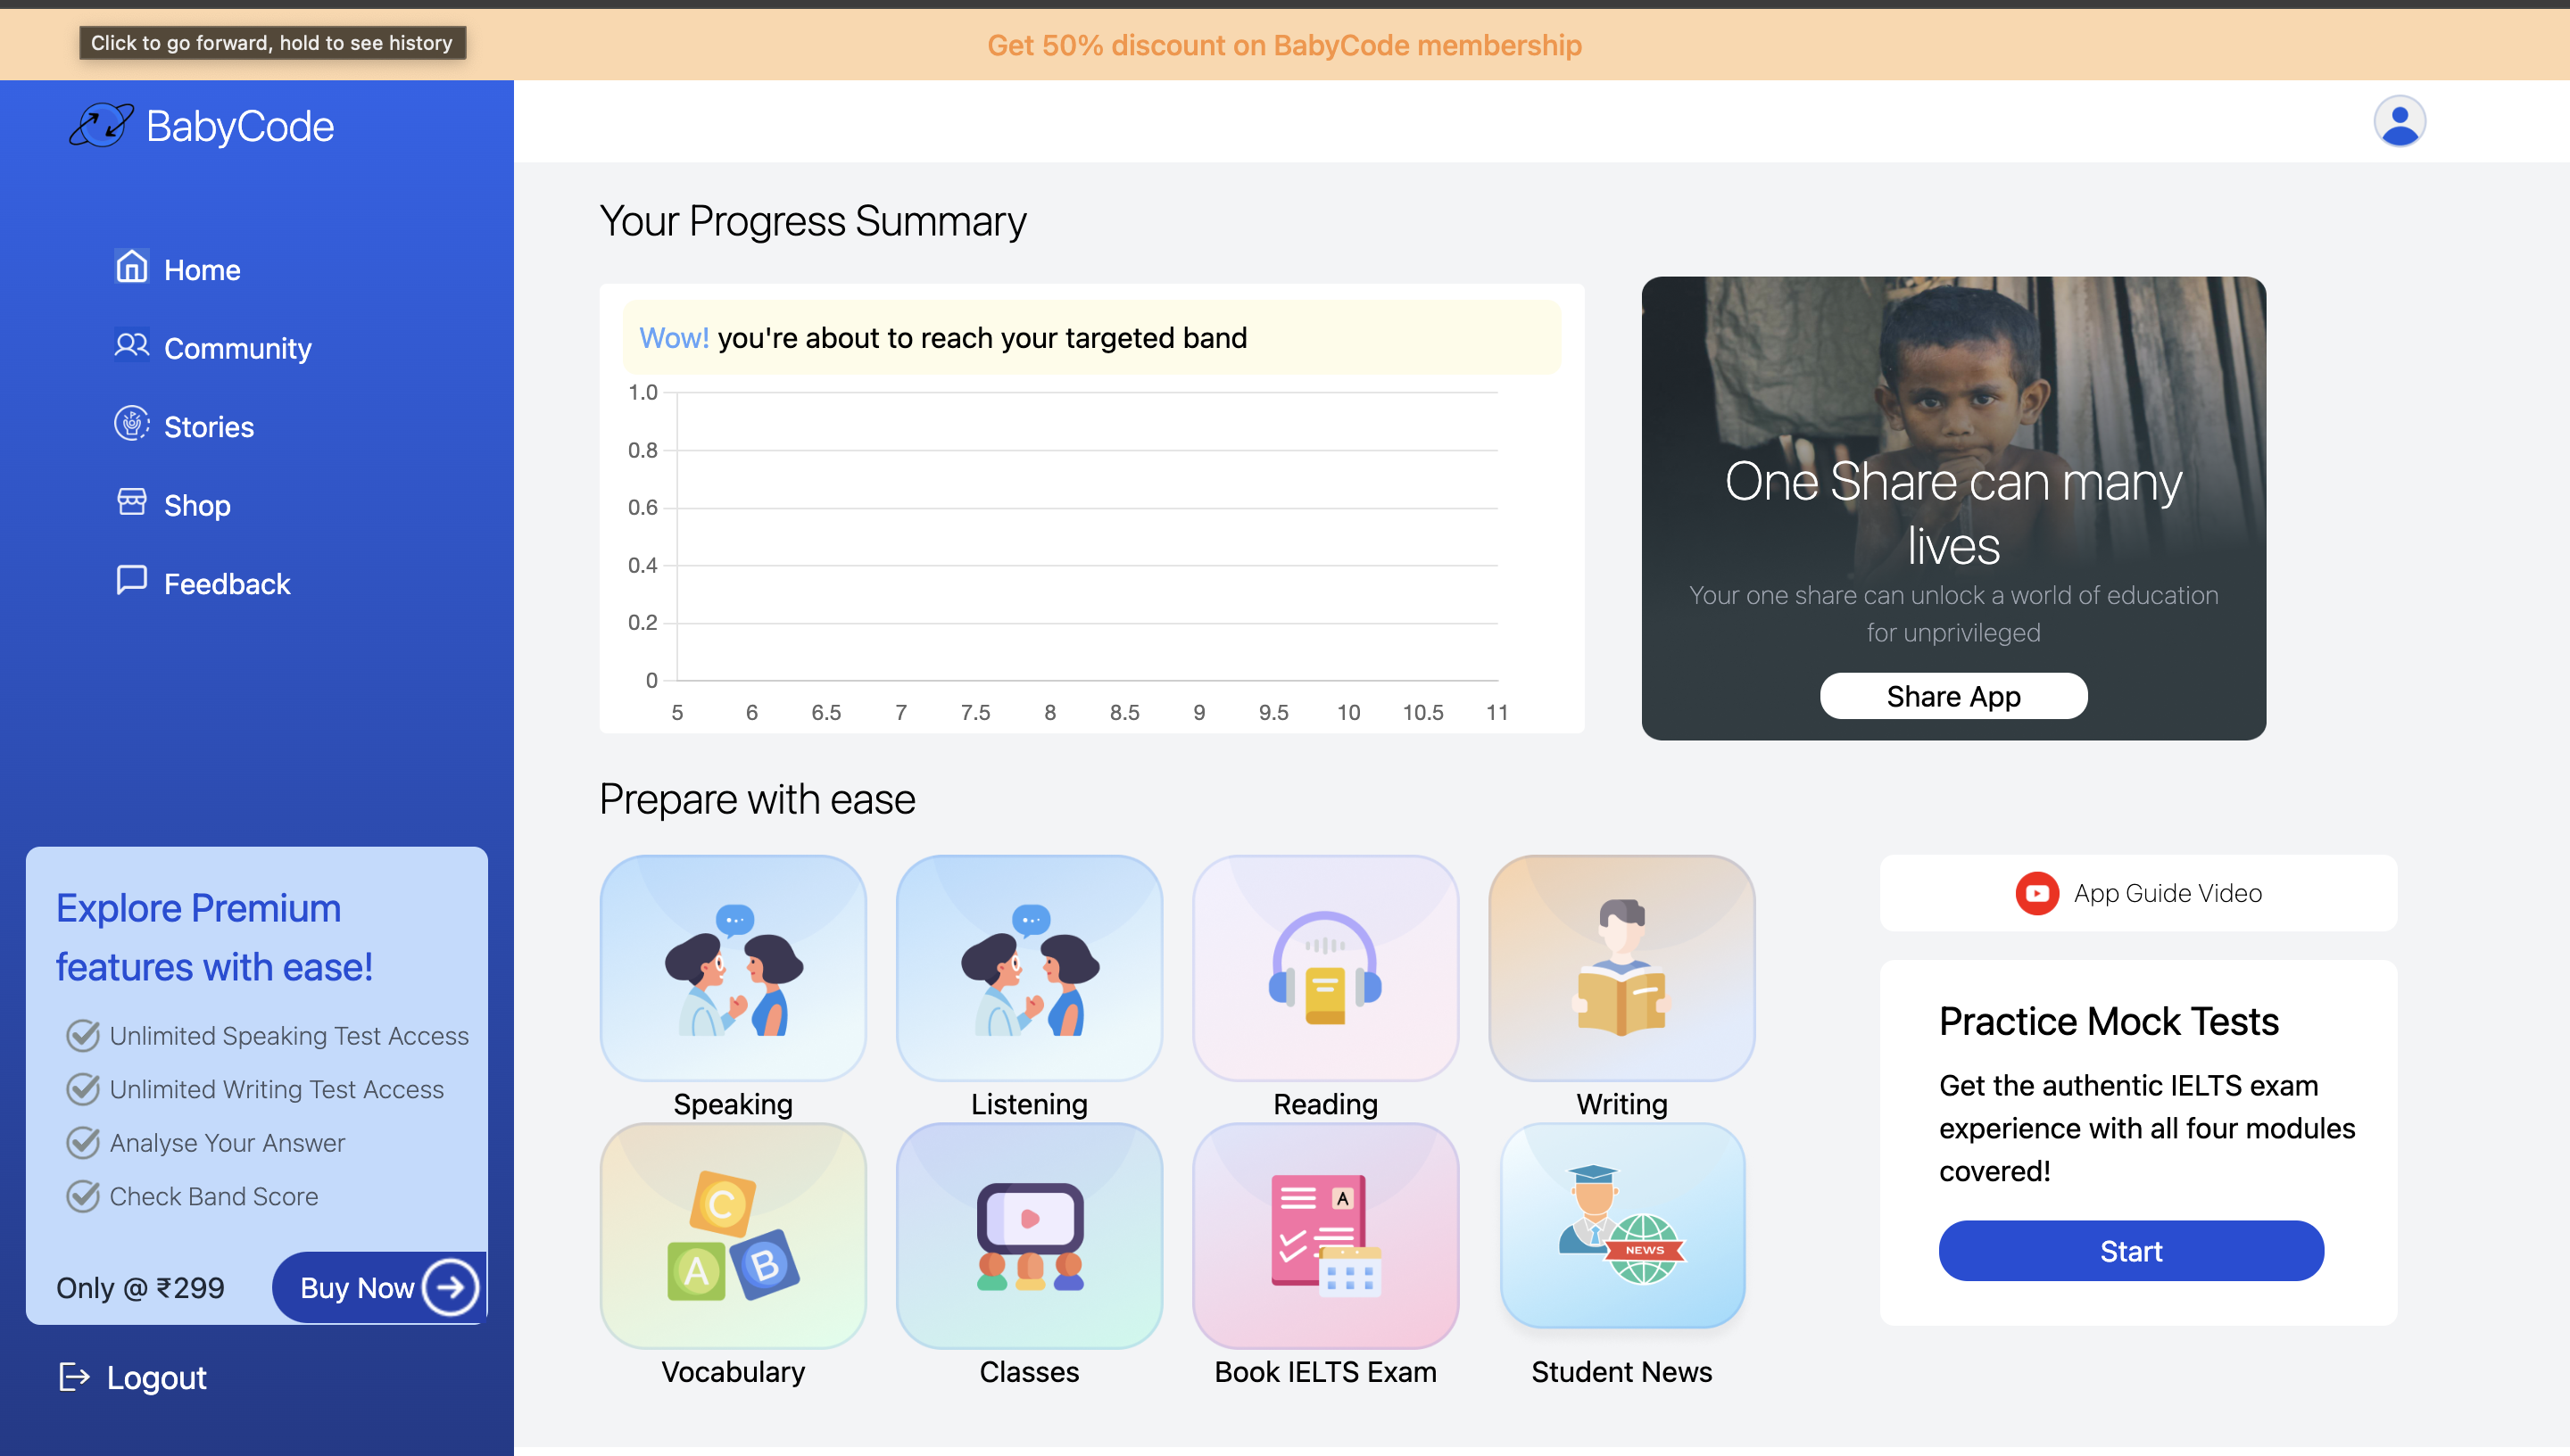 Click to go forward, hold to see history
Get 50% discount on BabyCode membership
BabyCode
Home
Community
Stories
Shop
Feedback
Explore Premium
features with ease!
Unlimited Speaking Test Access
Unlimited Writing Test Access
Analyse Your Answer
Check Band Score
Only @ ₹299
Buy Now
Logout
Your Progress Summary
Wow! you're about to reach your targeted band
1.0
0.8
0.6
0.4
0.2
0
5 6 6.5 7 7.5 8 8.5 9 9.5 10 10.5 11
One Share can many
lives
Your one share can unlock a world of education
for unprivileged
Share App
Prepare with ease
Speaking
Listening
Reading
Writing
C
A B
Vocabulary
Classes
A
Book IELTS Exam
NEWS
Student News
App Guide Video
Practice Mock Tests
Get the authentic IELTS exam
experience with all four modules
covered!
Start